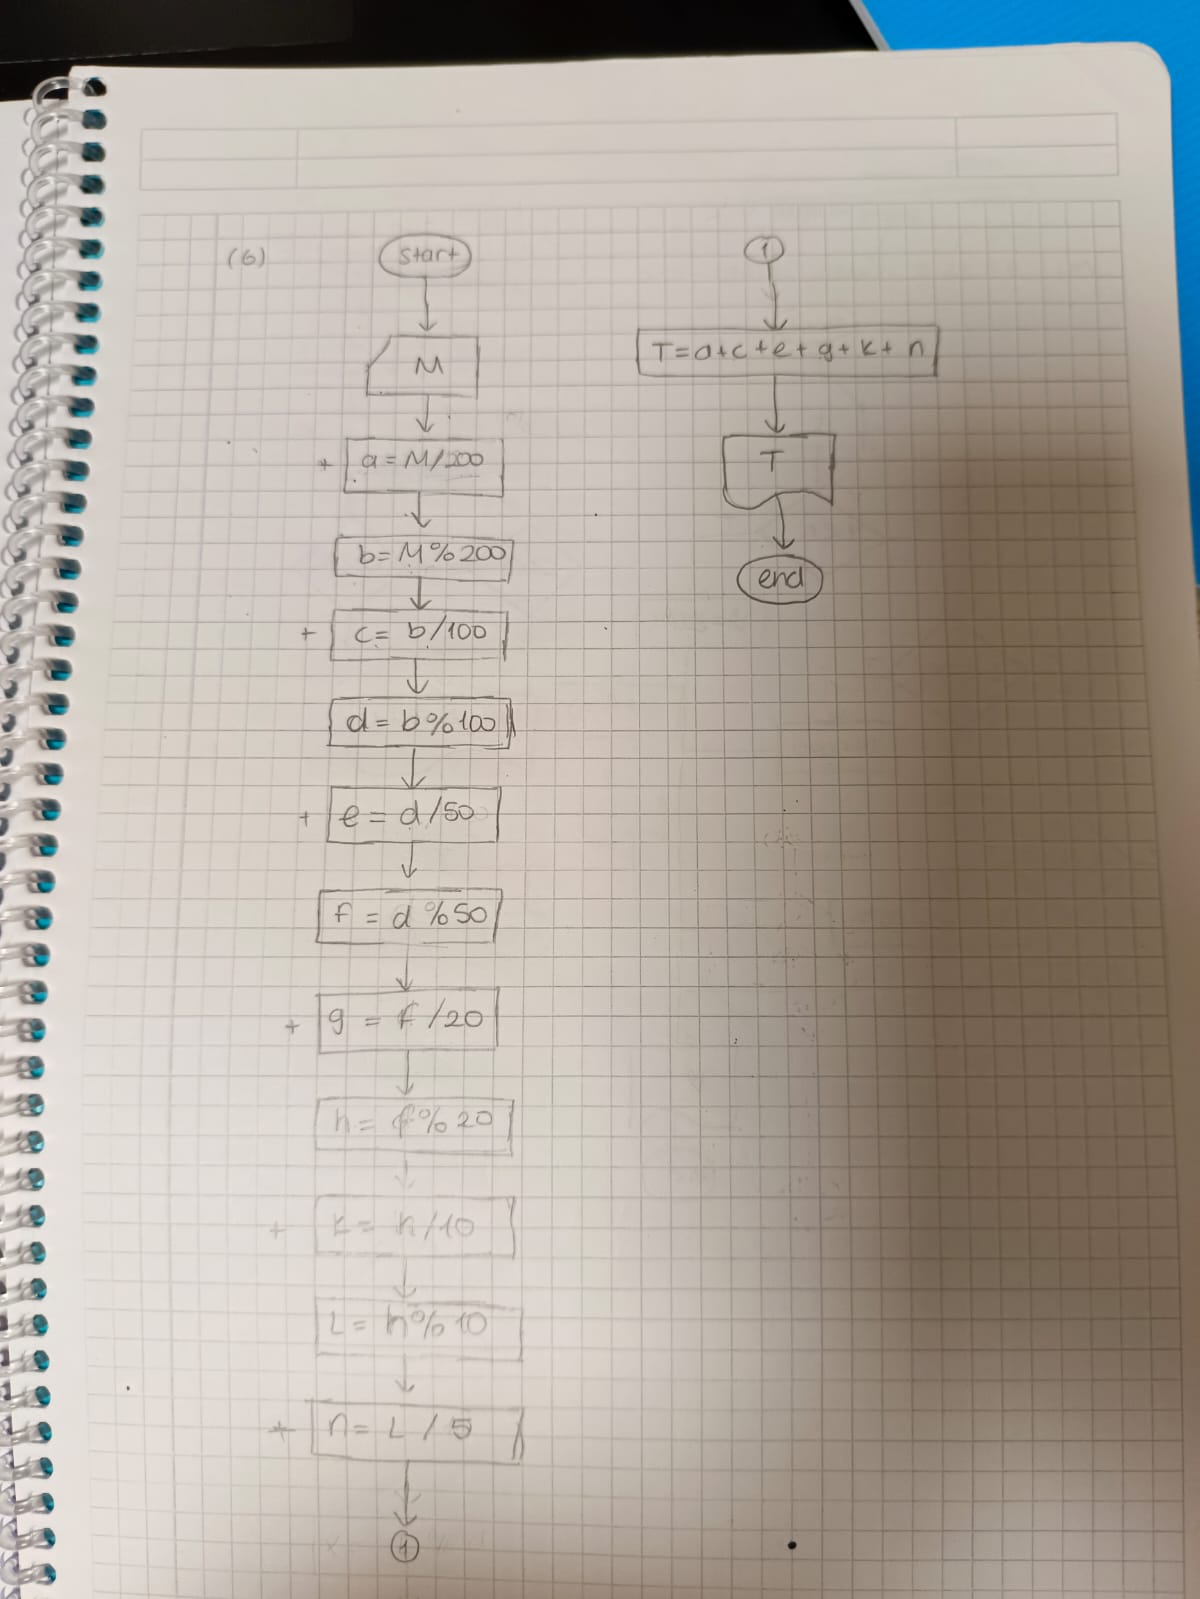 (6)
start
M
+ a = M/200
b = M%200
+ c = b/100
d = b%100
+ e = d/50
f = d %50
+ g = f/20
h = f%20
+ k = h/10
L = h%10
+ n = L / 5
1
1
T=a+c+e+g+k+n
T
end